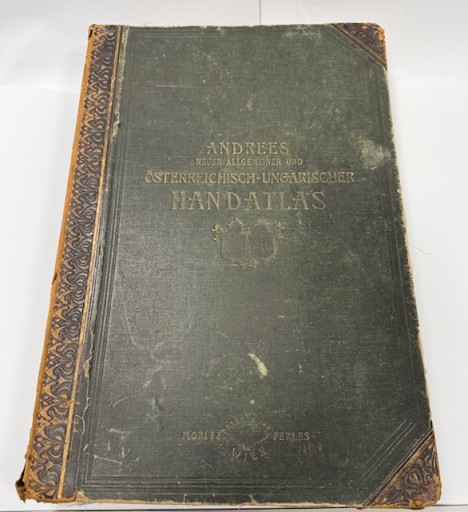 ANDREES
NEUER ALLGEMEINER UND
ÖSTERREICHISCH-UNGARISCHER
HANDATLAS
MORITZ PERLES
WIEN